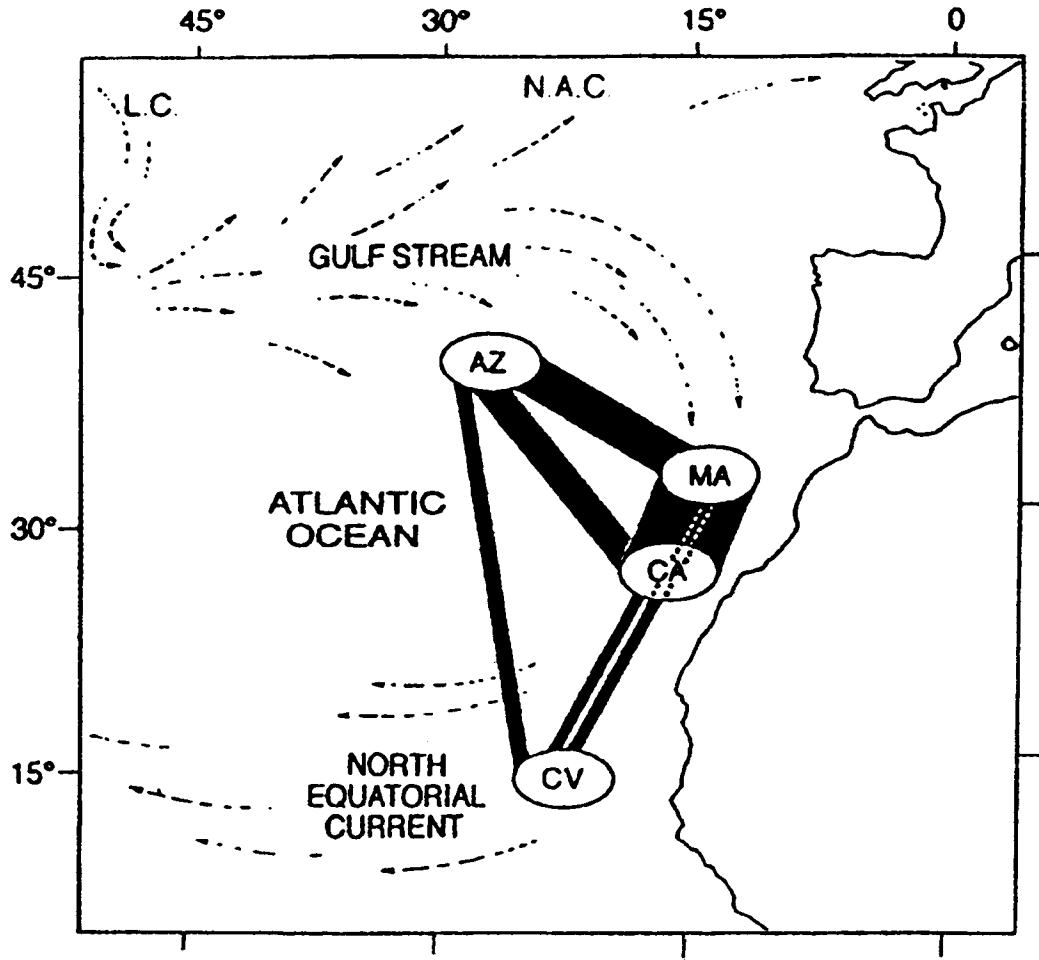 45° 30° 15° 0
L.C.
N.A.C.
GULF STREAM
45°
AZ
MA
ATLANTIC
OCEAN
30°
CA
NORTH
EQUATORIAL
CURRENT
15°
CV